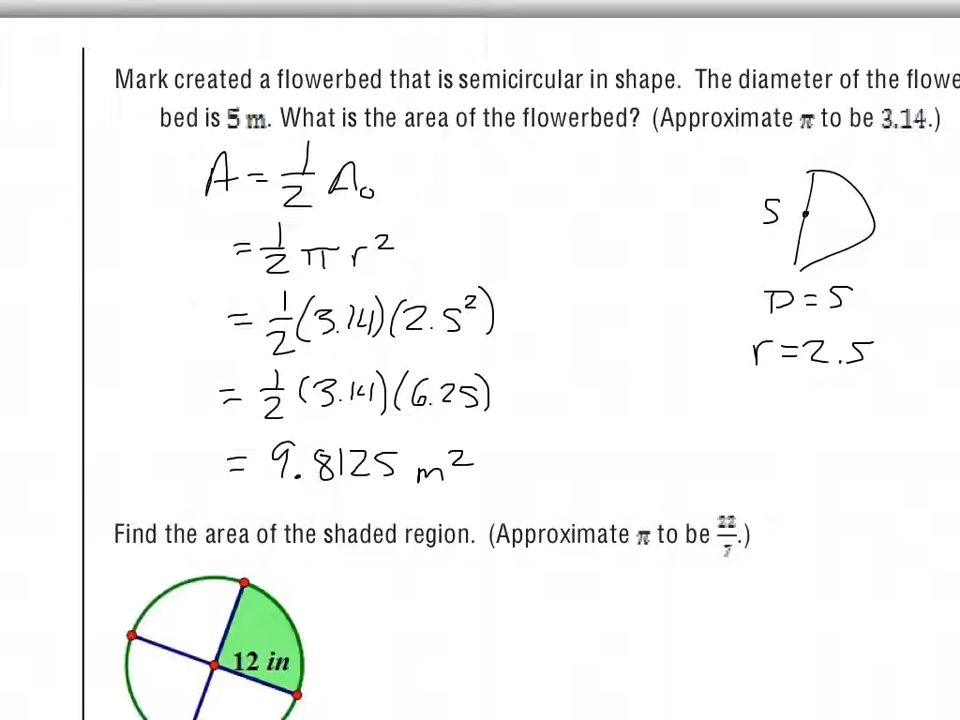 Mark created a flowerbed that is semicircular in shape. The diameter of the flowe
bed is 5 m. What is the area of the flowerbed? (Approximate π to be 3.14.)
A = 1/2 A₀
= 1/2 π r²
= 1/2 (3.14)(2.5²)
= 1/2 (3.14)(6.25)
= 9.8125 m²
5
D = 5
r = 2.5
Find the area of the shaded region. (Approximate π to be 22/7.)
12 in